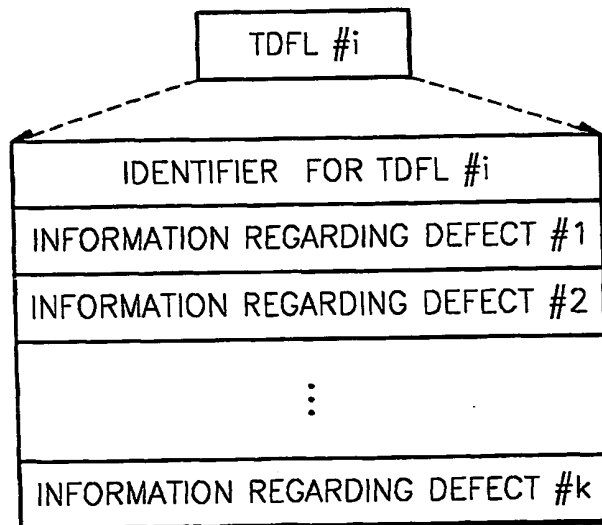 TDFL #i
IDENTIFIER FOR TDFL #i
INFORMATION REGARDING DEFECT #1
INFORMATION REGARDING DEFECT #2
⋮
INFORMATION REGARDING DEFECT #k